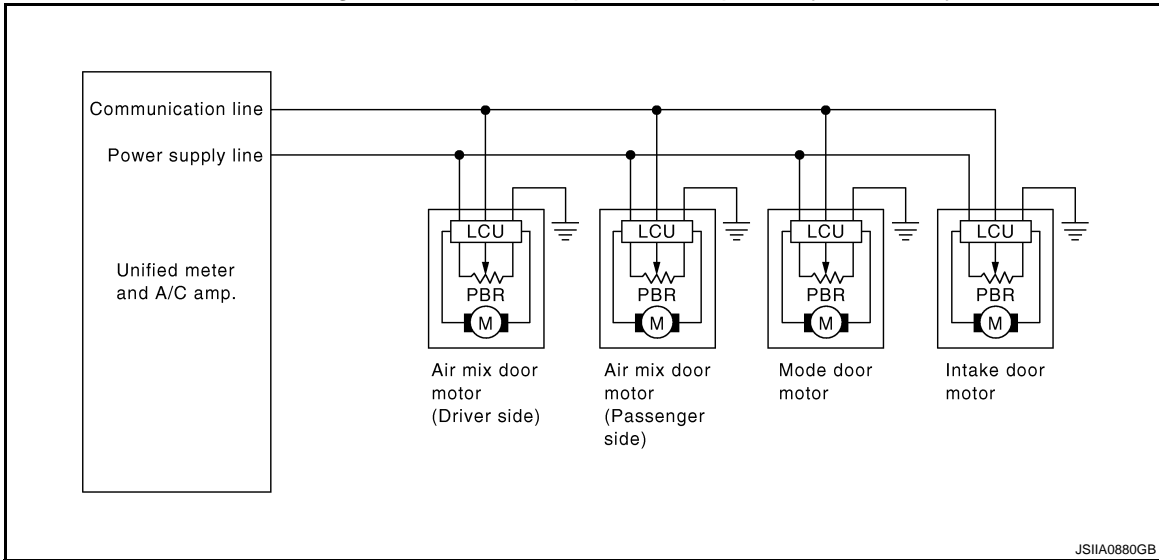 Communication line
Power supply line
Unified meter
and A/C amp.
LCU
PBR
M
Air mix door
motor
(Driver side)
LCU
PBR
M
Air mix door
motor
(Passenger
side)
LCU
PBR
M
Mode door
motor
LCU
PBR
M
Intake door
motor
JSIIA0880GB